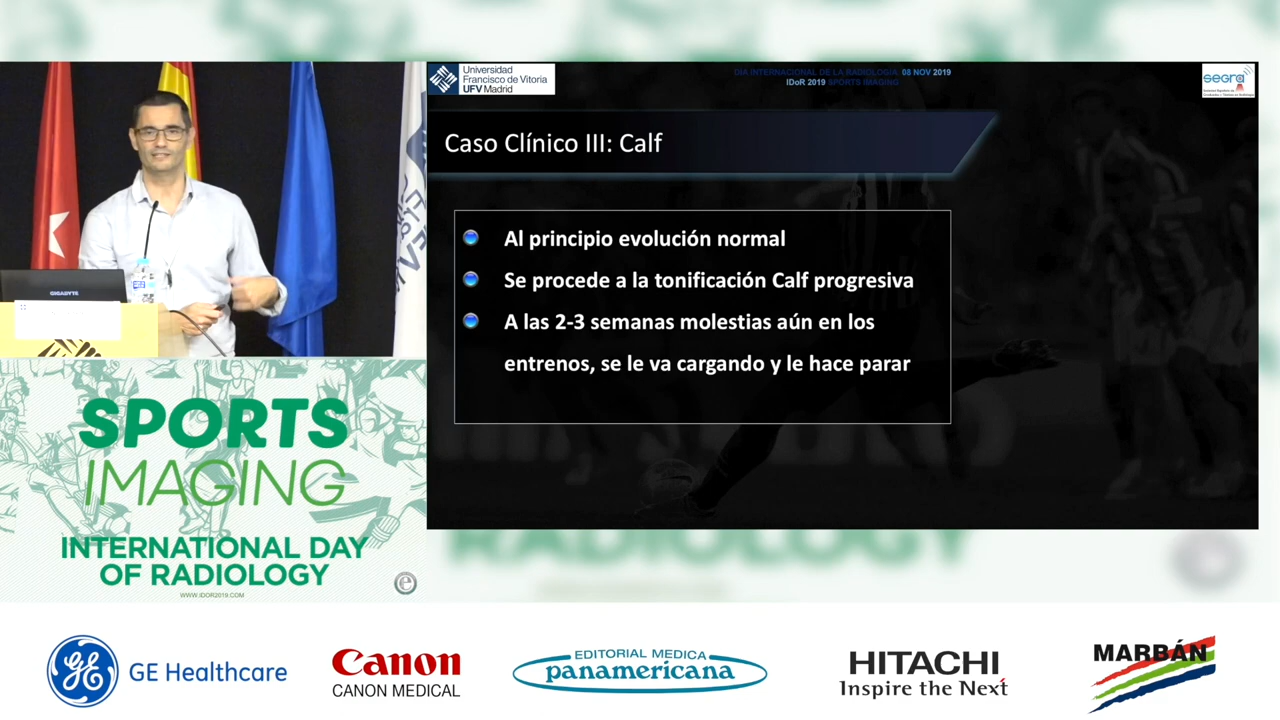 Universidad
Francisco de Vitoria
UFV Madrid
DIA INTERNACIONAL DE LA RADIOLOGIA, 08 NOV 2019
IDoR 2019 SPORTS IMAGING
segra
Caso Clínico III: Calf
Al principio evolución normal
Se procede a la tonificación Calf progresiva
A las 2-3 semanas molestias aún en los
entrenos, se le va cargando y le hace parar
GIGABYTE
SPORTS
IMAGING
INTERNATIONAL DAY
OF RADIOLOGY
WWW.IDOR2019.COM
RADIOLOGY
GE Healthcare
Canon
CANON MEDICAL
EDITORIAL MEDICA
panamericana
HITACHI
Inspire the Next
MARBÁN